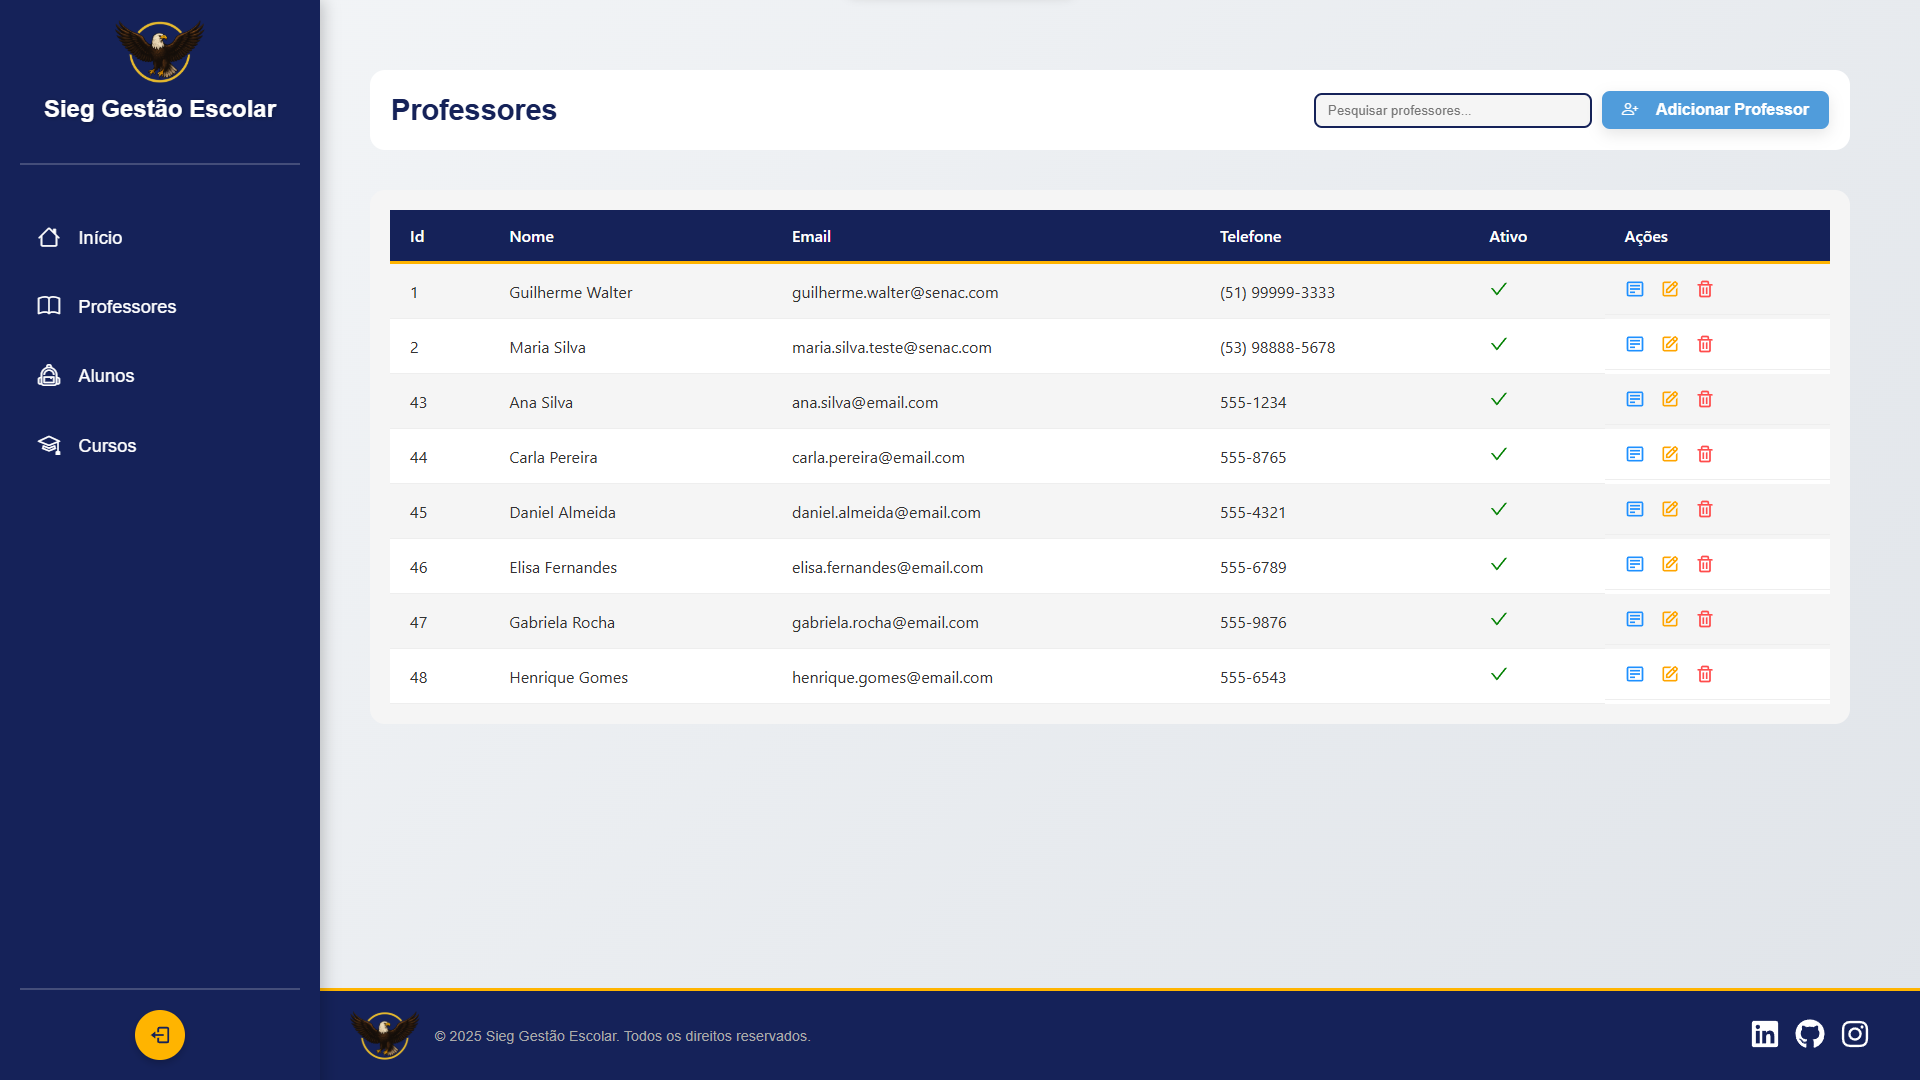 Sieg Gestão Escolar
Início
Professores
Alunos
Cursos
Professores
Pesquisar professores...
Adicionar Professor
Id Nome Email Telefone Ativo Ações
1 Guilherme Walter guilherme.walter@senac.com (51) 99999-3333
2 Maria Silva maria.silva.teste@senac.com (53) 98888-5678
43 Ana Silva ana.silva@email.com 555-1234
44 Carla Pereira carla.pereira@email.com 555-8765
45 Daniel Almeida daniel.almeida@email.com 555-4321
46 Elisa Fernandes elisa.fernandes@email.com 555-6789
47 Gabriela Rocha gabriela.rocha@email.com 555-9876
48 Henrique Gomes henrique.gomes@email.com 555-6543
© 2025 Sieg Gestão Escolar. Todos os direitos reservados.